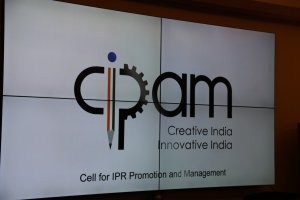 cipam
Creative India
Innovative India
Cell for IPR Promotion and Management